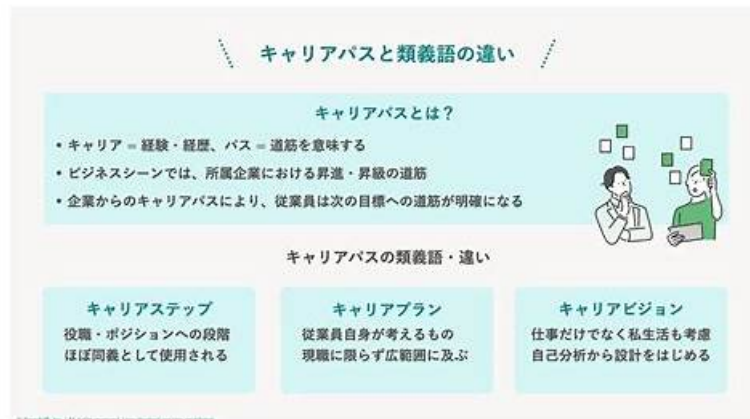 キャリアパスと類義語の違い
キャリアパスとは？
• キャリア = 経験・経歴、パス = 道筋を意味する
• ビジネスシーンでは、所属企業における昇進・昇級の道筋
• 企業からのキャリアパスにより、従業員は次の目標への道筋が明確になる
キャリアパスの類義語・違い
キャリアステップ
役職・ポジションへの段階
ほぼ同義として使用される
キャリアプラン
従業員自身が考えるもの
現職に限らず広範囲に及ぶ
キャリアビジョン
仕事だけでなく私生活も考慮
自己分析から設計をはじめる